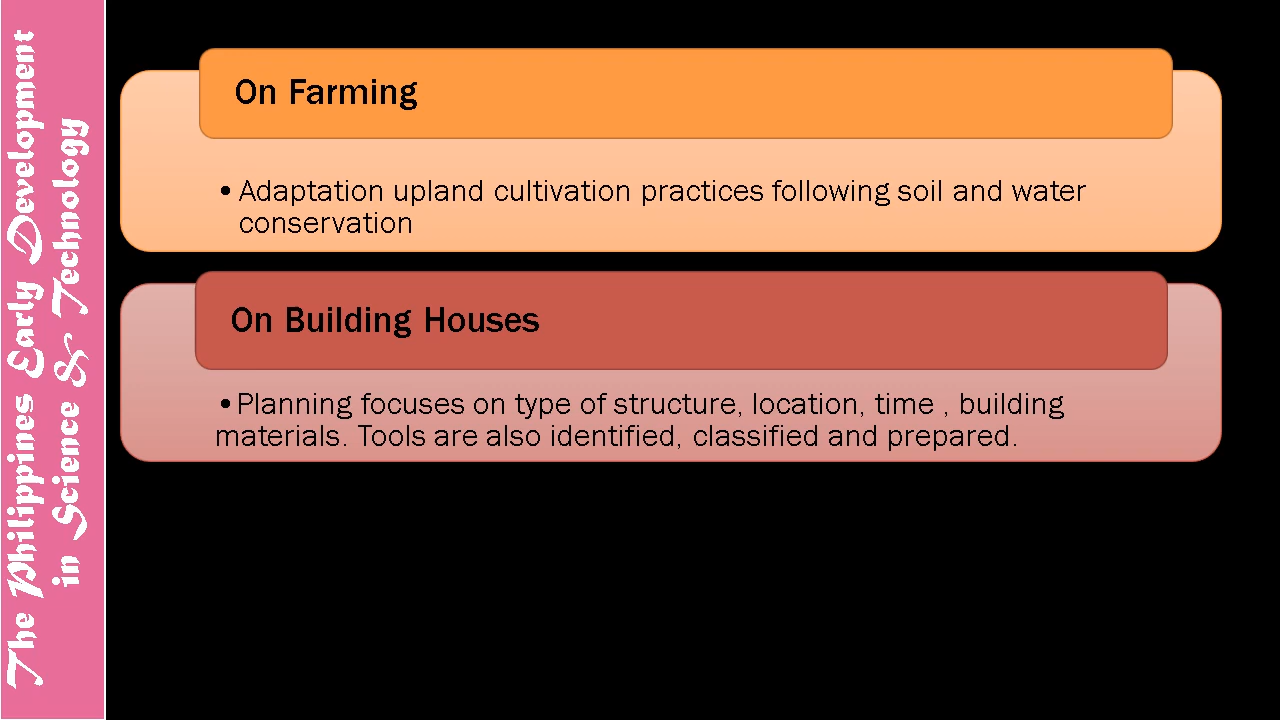 The Philippines Early Development
in Science & Technology
On Farming
•Adaptation upland cultivation practices following soil and water
conservation
On Building Houses
•Planning focuses on type of structure, location, time , building
materials. Tools are also identified, classified and prepared.